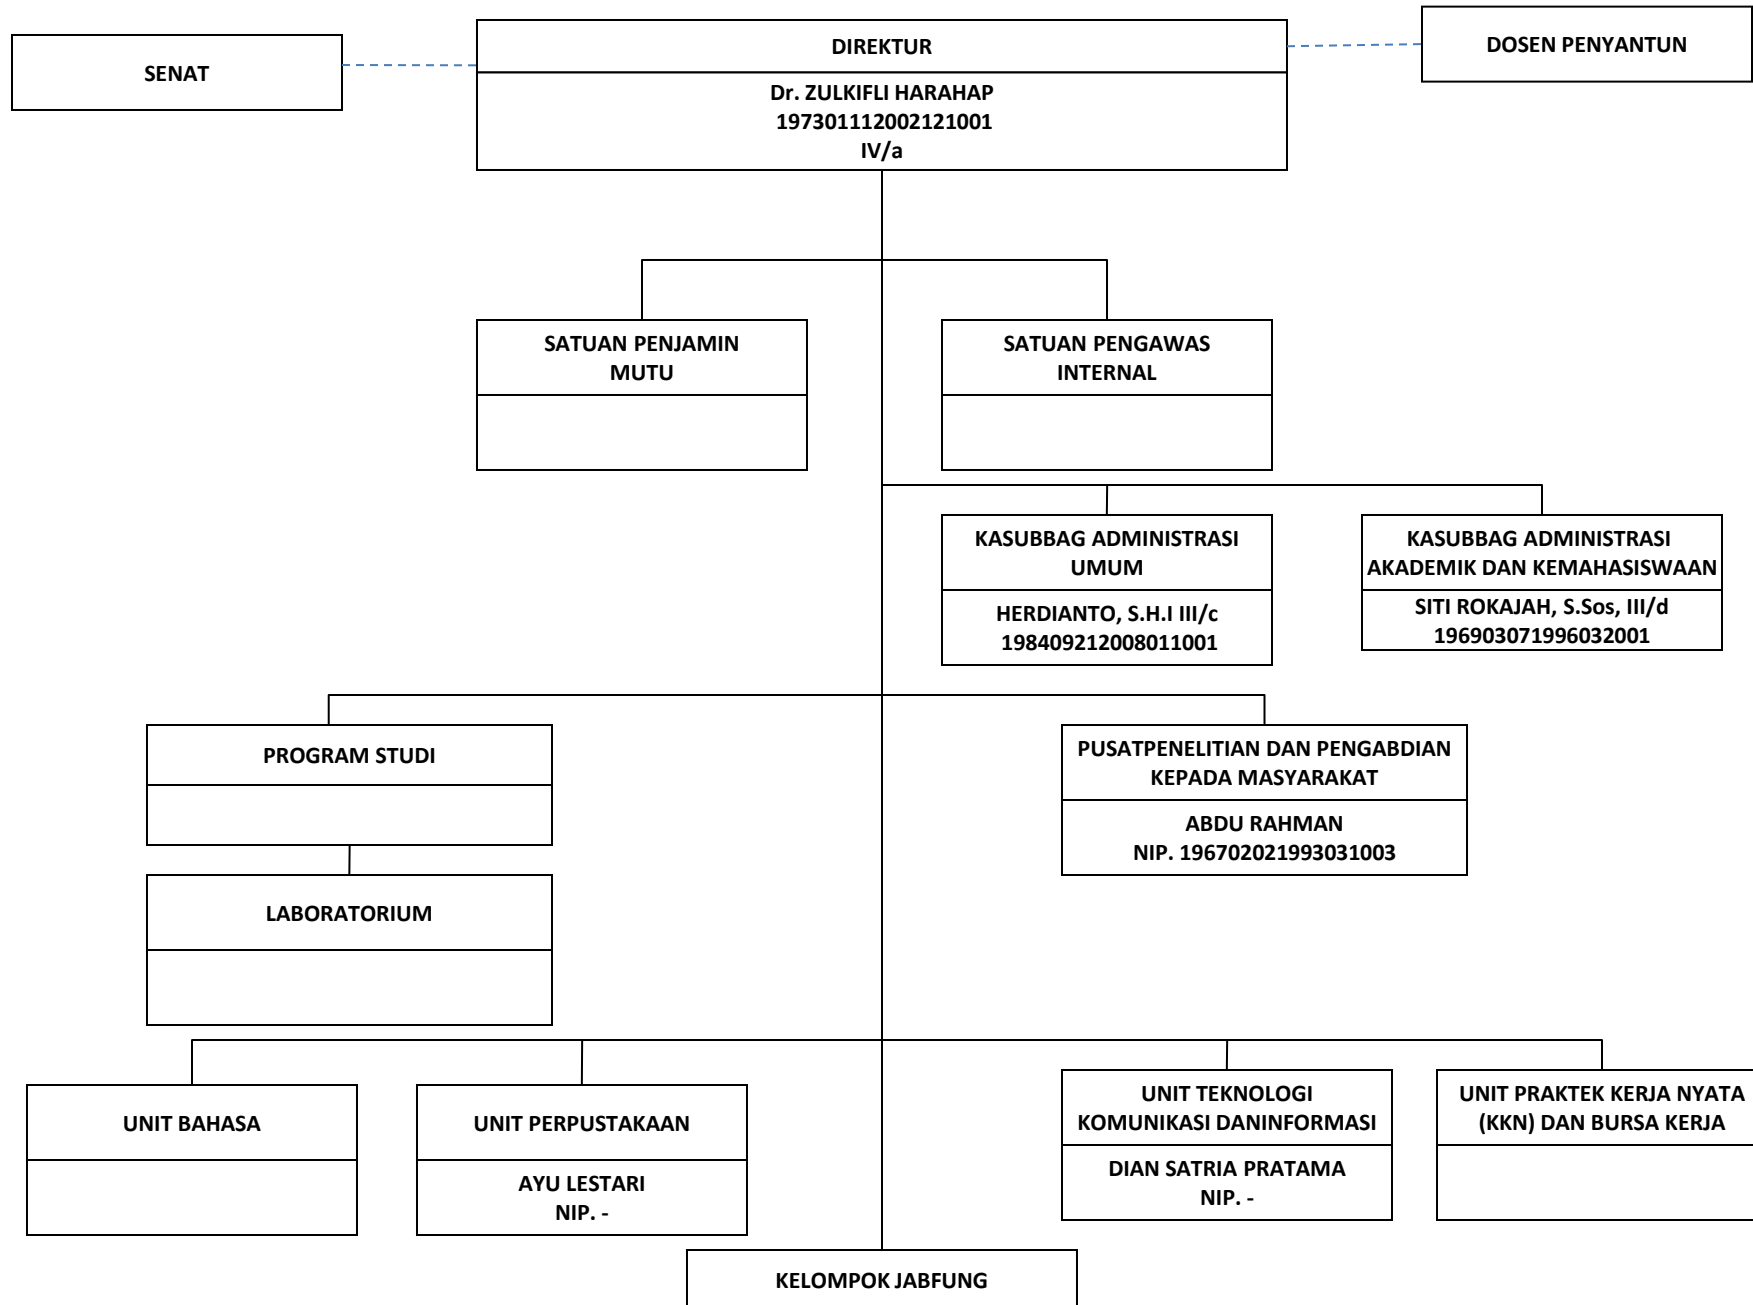 SENAT
DIREKTUR
Dr. ZULKIFLI HARAHAP
197301112002121001
IV/a
DOSEN PENYANTUN
SATUAN PENJAMIN
MUTU
SATUAN PENGAWAS
INTERNAL
KASUBBAG ADMINISTRASI
UMUM
HERDIANTO, S.H.I III/c
198409212008011001
KASUBBAG ADMINISTRASI
AKADEMIK DAN KEMAHASISWAAN
SITI ROKAJAH, S.Sos, III/d
196903071996032001
PROGRAM STUDI
PUSATPENELITIAN DAN PENGABDIAN
KEPADA MASYARAKAT
ABDU RAHMAN
NIP. 196702021993031003
LABORATORIUM
UNIT BAHASA
UNIT PERPUSTAKAAN
AYU LESTARI
NIP. -
UNIT TEKNOLOGI
KOMUNIKASI DANINFORMASI
DIAN SATRIA PRATAMA
NIP. -
UNIT PRAKTEK KERJA NYATA
(KKN) DAN BURSA KERJA
KELOMPOK JABFUNG